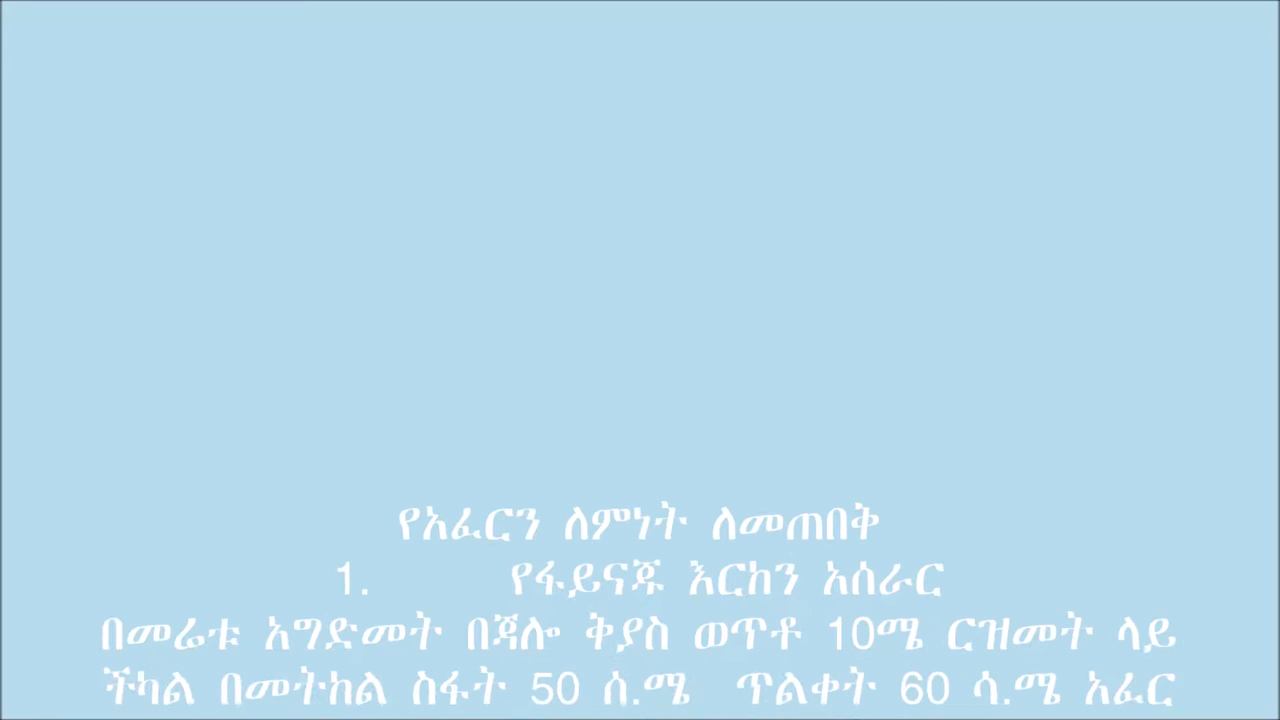 የአፈርን ለምነት ለመጠበቅ
1. የፋይናጁ እርከን አሰራር
በመሬቱ አግድመት በጃሎ ቅያስ ወጥቶ 10ሜ ርዝመት ላይ
ችካል በመትከል ስፋት 50 ሰ.ሜ ጥልቀት 60 ሳ.ሜ አፈር